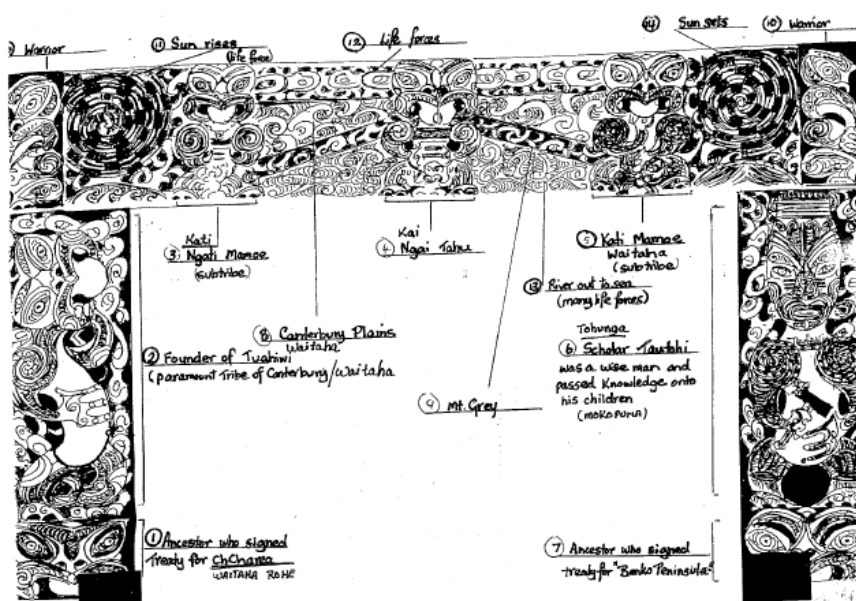 Warrior
11 Sun rises
(life force)
12 Life forces
14 Sun sets
10 Warrior
Kati
3. Ngati Mamoe
(subtribe)
Kai
4 Ngai Tahu
5 Kati Mamoe
Waitaha
(subtribe)
13 River out to sea
(many life forces)
8 Canterbury Plains
Waitaha
2 Founder of Tuahiwi
(paramount Tribe of Canterbury/Waitaha
9 Mt. Grey
Tohunga
6 Scholar Tawhhi
was a wise man and
passed knowledge onto
his children
(MOKOPUNA)
1 Ancestor who signed
Treaty for ChCharea
WAITAHA ROHE
7 Ancestor who signed
treaty for "Banks Peninsula"